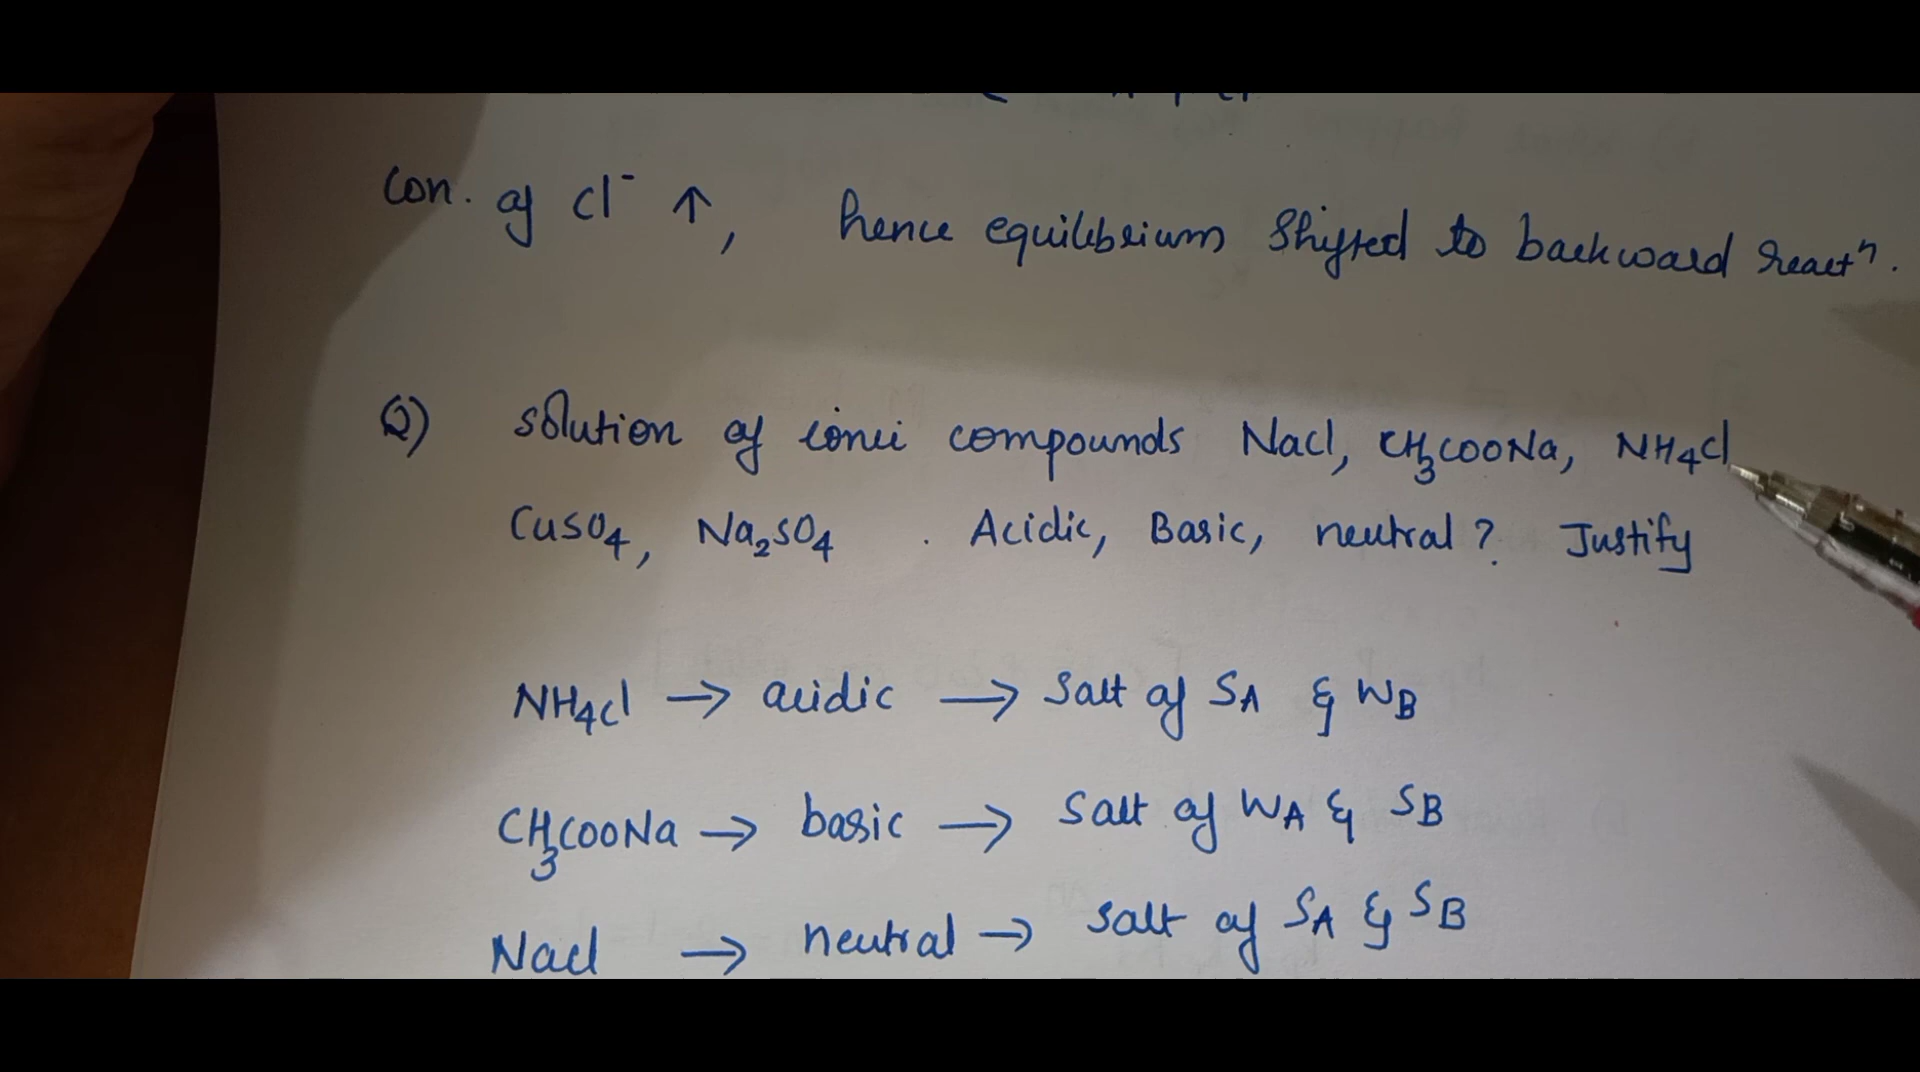 con. of Cl⁻ ↑, hence equilibrium shifted to backward reactⁿ.
Q) solution of ionic compounds NaCl, CH₃COONa, NH₄Cl
CuSO₄, Na₂SO₄ . Acidic, Basic, neutral? Justify
NH₄Cl → acidic → Salt of SA & WB
CH₃COONa → basic → Salt of WA & SB
NaCl → neutral → Salt of SA & SB